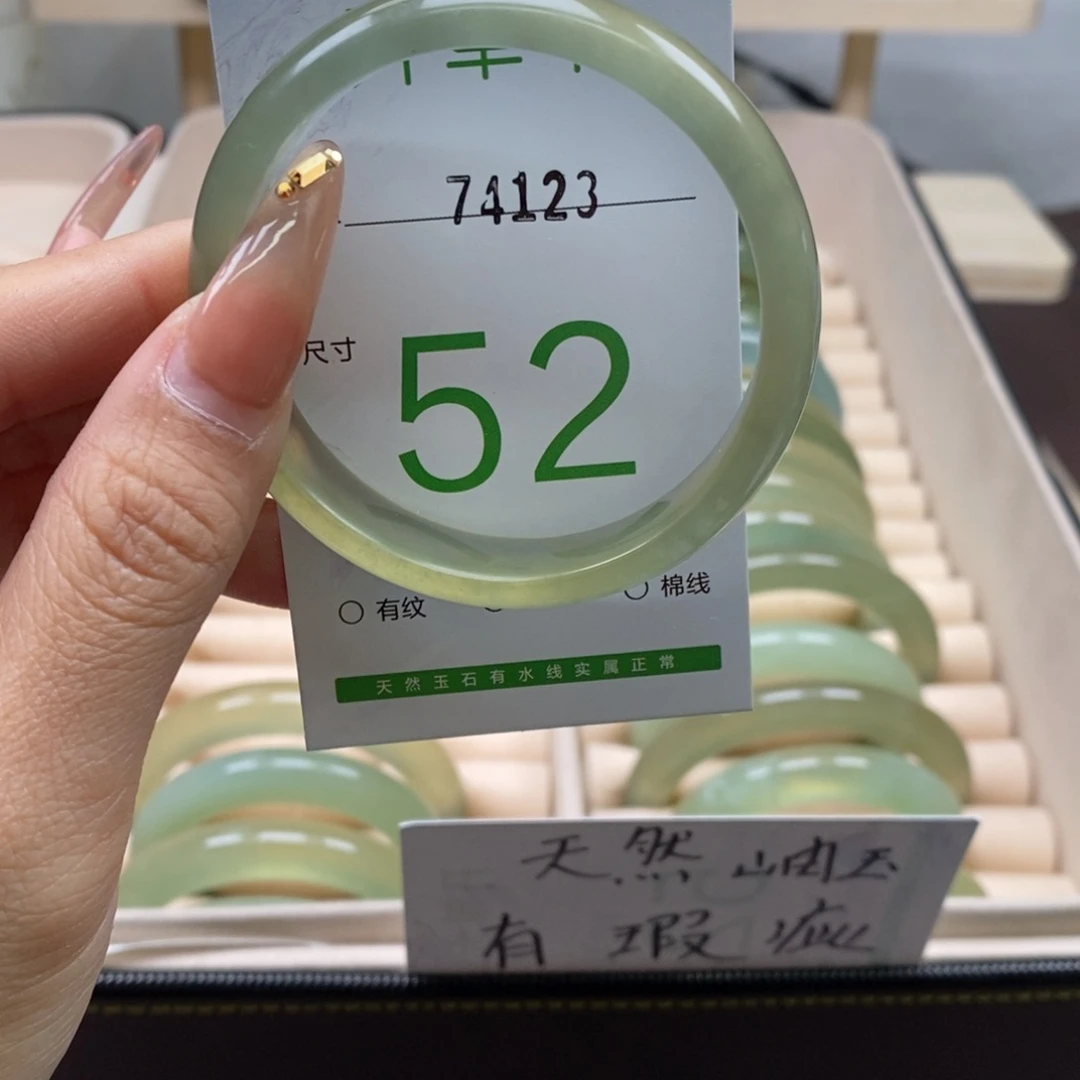 74123
尺寸
52
有纹
棉线
天然玉石有水线实属正常
天然岫玉
有瑕疵